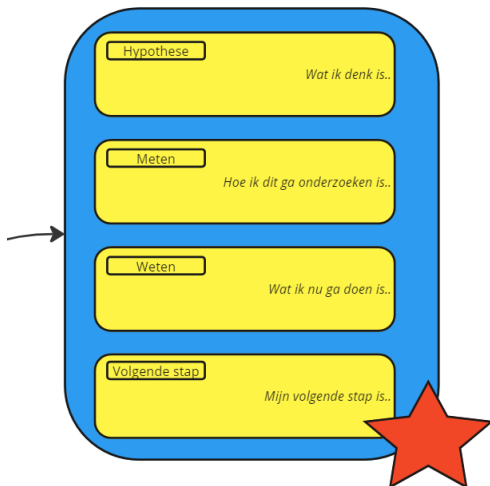 Hypothese
Wat ik denk is..
Meten
Hoe ik dit ga onderzoeken is..
Weten
Wat ik nu ga doen is..
Volgende stap
Mijn volgende stap is..